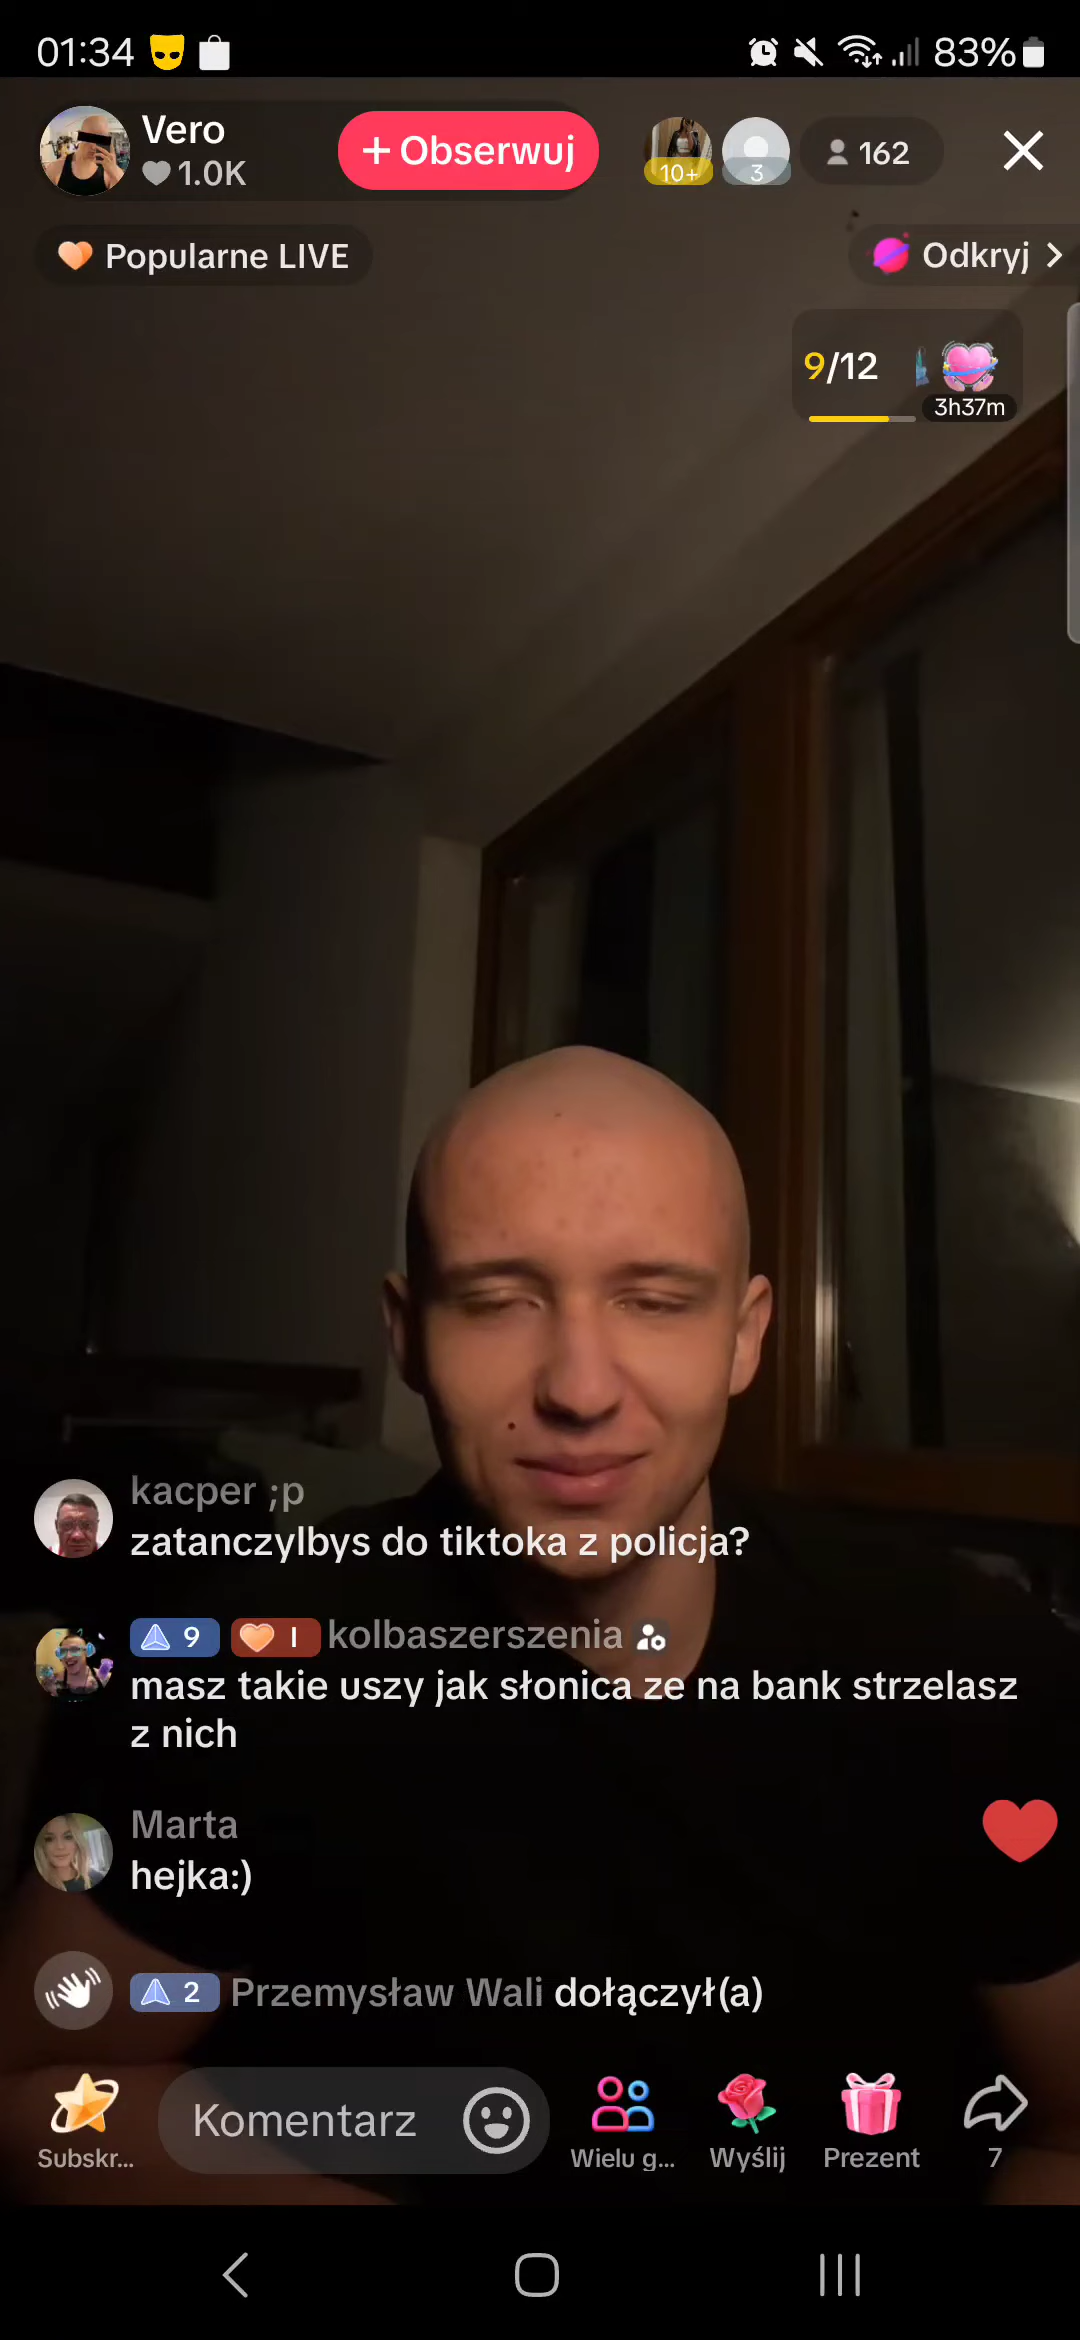 01:34
83%
Vero
1.0K
+ Obserwuj
10+
3
162
Popularne LIVE
Odkryj
9/12
3h37m
kacper ;p
zatanczylbys do tiktoka z policja?
9 I kolbaszerszenia
masz takie uszy jak słonica ze na bank strzelasz
z nich
Marta
hejka:)
2 Przemysław Wali dołączył(a)
Komentarz
Subskr...
Wielu g...
Wyślij
Prezent
7